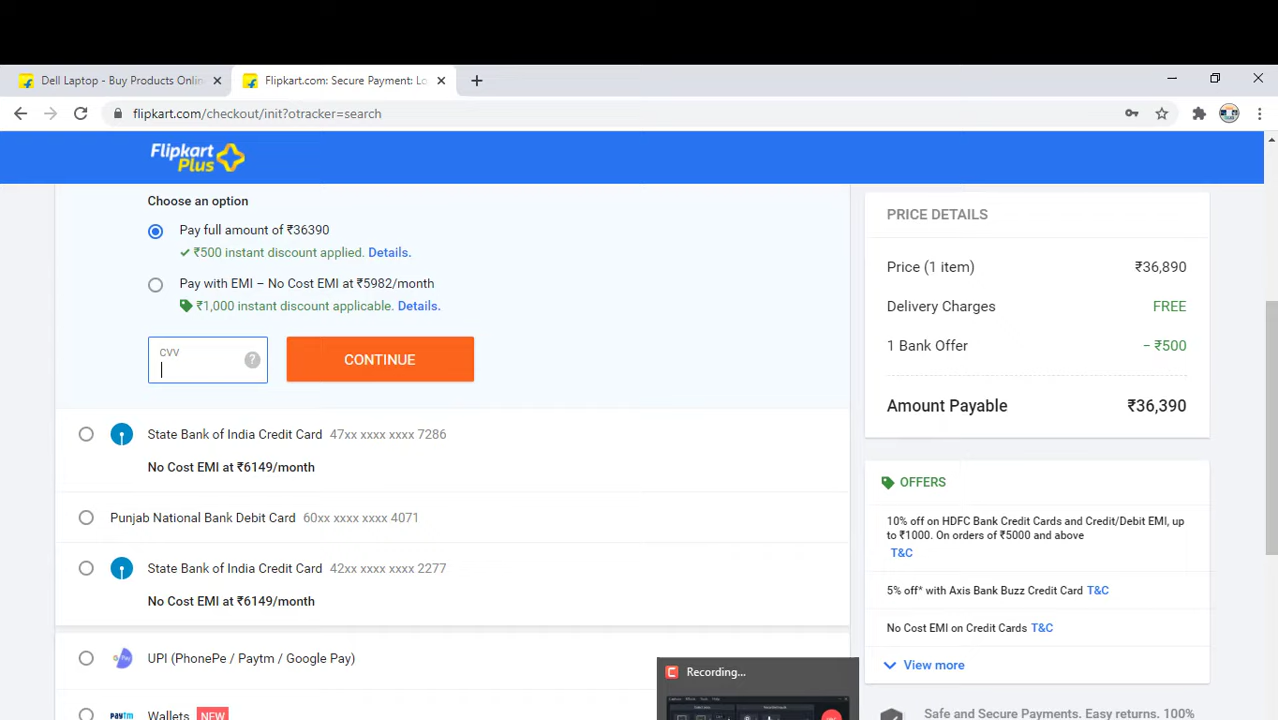 Dell Laptop - Buy Products Onlin
Flipkart.com: Secure Payment: Lo
flipkart.com/checkout/init?otracker=search
Flipkart
Plus
Choose an option
Pay full amount of ₹36390
₹500 instant discount applied. Details.
Pay with EMI – No Cost EMI at ₹5982/month
₹1,000 instant discount applicable. Details.
CVV
?
CONTINUE
State Bank of India Credit Card 47xx xxxx xxxx 7286
No Cost EMI at ₹6149/month
Punjab National Bank Debit Card 60xx xxxx xxxx 4071
State Bank of India Credit Card 42xx xxxx xxxx 2277
No Cost EMI at ₹6149/month
UPI (PhonePe / Paytm / Google Pay)
paytm Wallets NEW
PRICE DETAILS
Price (1 item) ₹36,890
Delivery Charges FREE
1 Bank Offer − ₹500
Amount Payable ₹36,390
OFFERS
10% off on HDFC Bank Credit Cards and Credit/Debit EMI, up
to ₹1000. On orders of ₹5000 and above
T&C
5% off* with Axis Bank Buzz Credit Card T&C
No Cost EMI on Credit Cards T&C
View more
Safe and Secure Payments. Easy returns. 100%
Recording...